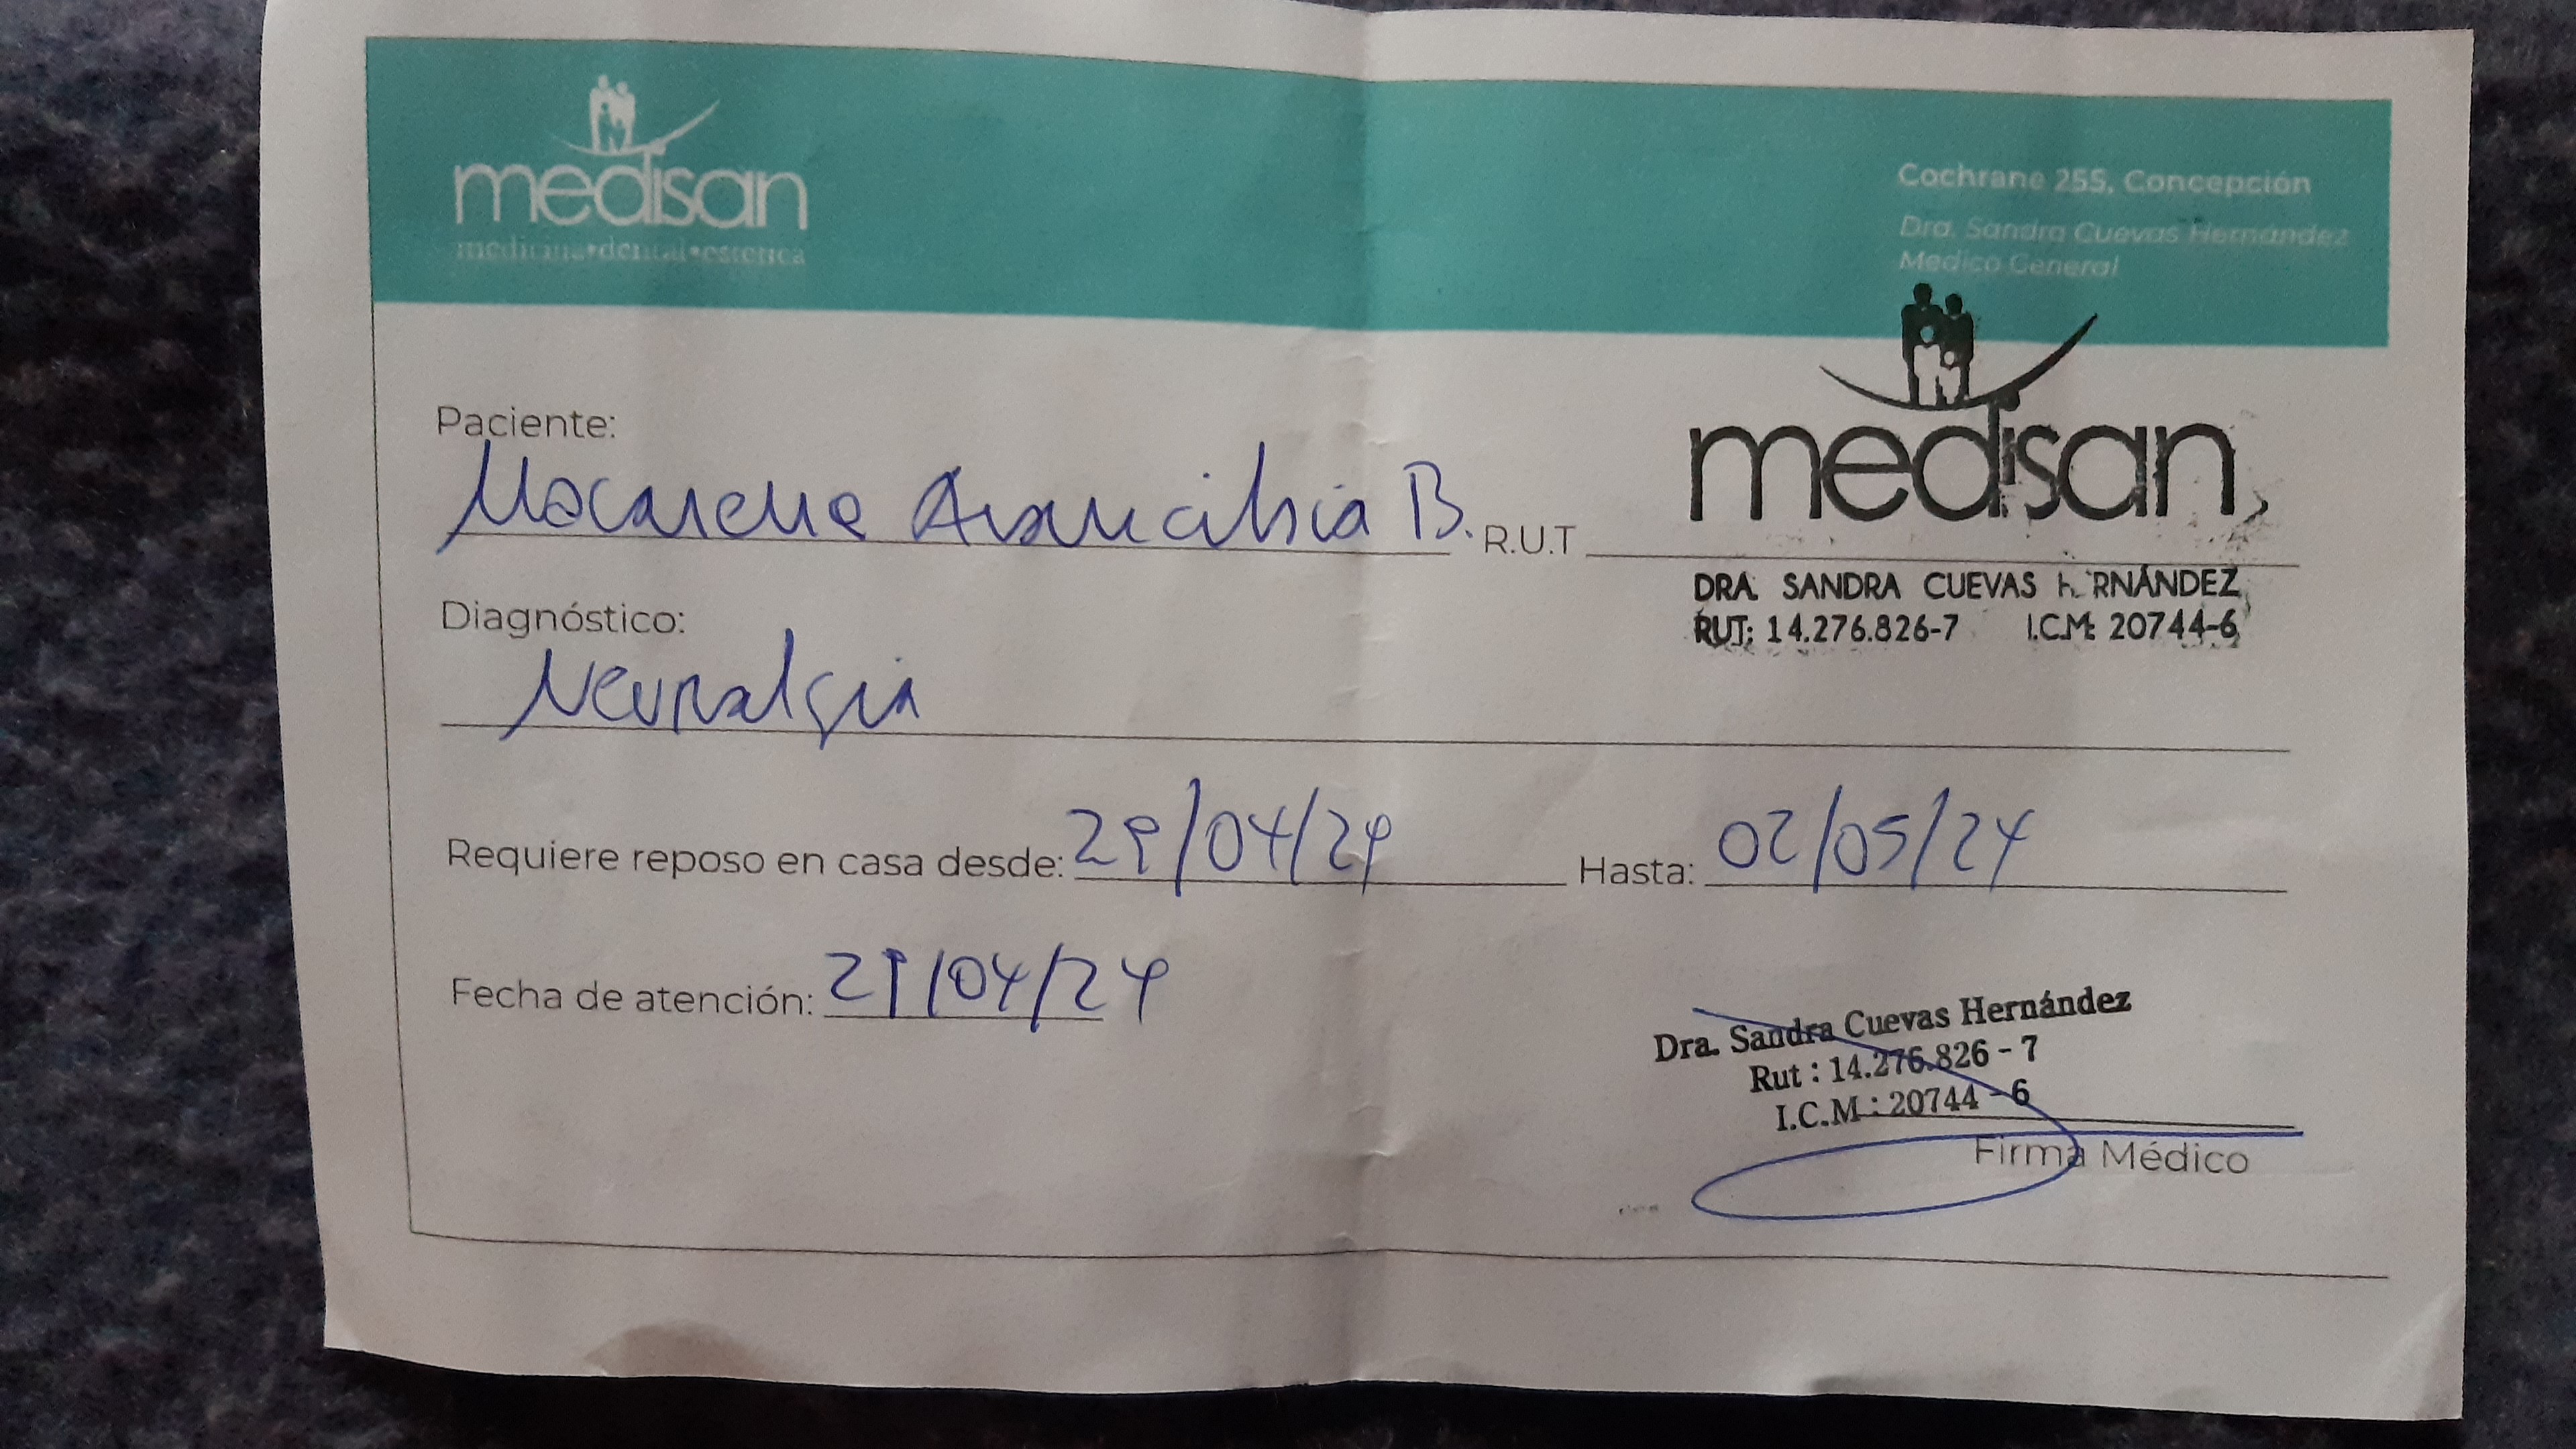 medisan
medicina•dental•estetica
Cochrane 255, Concepción
Dra. Sandra Cuevas Hernández
Medico General
medisan
DRA. SANDRA CUEVAS H RNÁNDEZ
RUT: 14.276.826-7 I.C.M: 20744-6
Paciente:
Macarena Arancibia B. R.U.T
Diagnóstico:
Neuralgia
Requiere reposo en casa desde: 29/04/24 Hasta: 02/05/24
Fecha de atención: 29/04/24
Dra. Sandra Cuevas Hernández
Rut : 14.276.826 - 7
I.C.M : 20744 - 6
Firma Médico